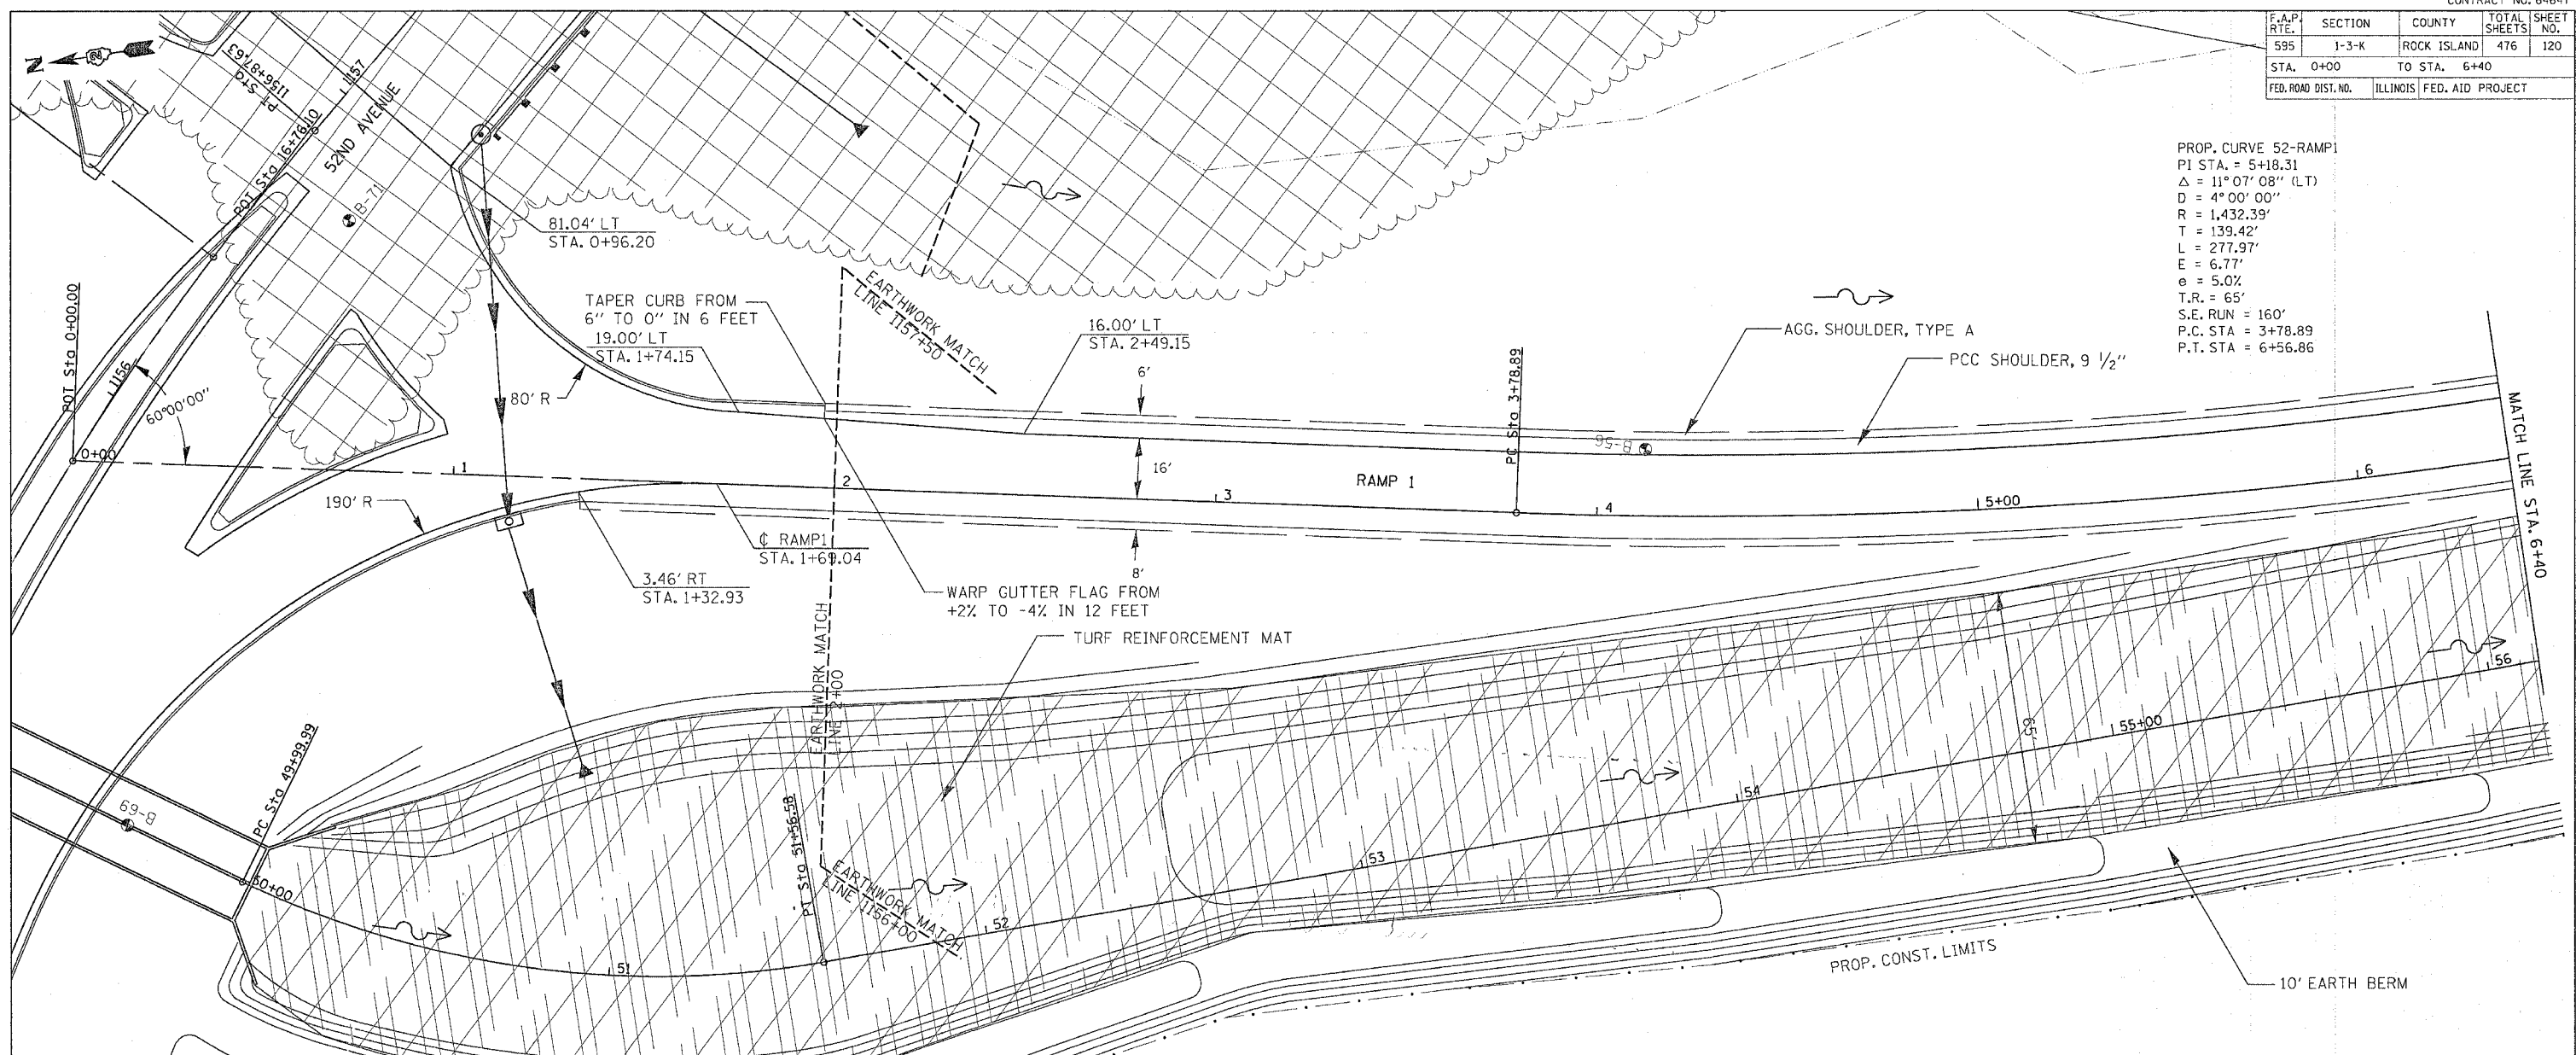 CONTRACT NO. 64641
F.A.P. RTE. SECTION COUNTY TOTAL SHEETS SHEET NO.
595 1-3-K ROCK ISLAND 476 120
STA. 0+00 TO STA. 6+40
FED. ROAD DIST. NO. ILLINOIS FED. AID PROJECT
N
PT Sta 1156+87.63
1157
52ND AVENUE
POT Sta 16+76.10
B-71
PROP. CURVE 52-RAMP1
PI STA. = 5+18.31
Δ = 11° 07' 08" (LT)
D = 4° 00' 00"
R = 1,432.39'
T = 139.42'
L = 277.97'
E = 6.77'
e = 5.0%
T.R. = 65'
S.E. RUN = 160'
P.C. STA = 3+78.89
P.T. STA = 6+56.86
81.04' LT
STA. 0+96.20
POT Sta 0+00.00
1156
60°00'00"
TAPER CURB FROM
6" TO 0" IN 6 FEET
19.00' LT
STA. 1+74.15
EARTHWORK MATCH
LINE 1157+50
16.00' LT
STA. 2+49.15
AGG. SHOULDER, TYPE A
PCC SHOULDER, 9 1/2"
80' R
6'
PC Sta 3+78.89
B-56
MATCH LINE STA. 6+40
0+00
1
2
3
4
5+00
6
16'
RAMP 1
190' R
℄ RAMP1
STA. 1+69.04
8'
3.46' RT
STA. 1+32.93
WARP GUTTER FLAG FROM
+2% TO -4% IN 12 FEET
TURF REINFORCEMENT MAT
EARTHWORK MATCH
LINE 2+00
PC Sta 49+99.99
B-69
50+00
51
PT Sta 51+56.58
EARTHWORK MATCH
LINE 1156+00
52
53
54
55+00
56
65'
PROP. CONST. LIMITS
10' EARTH BERM